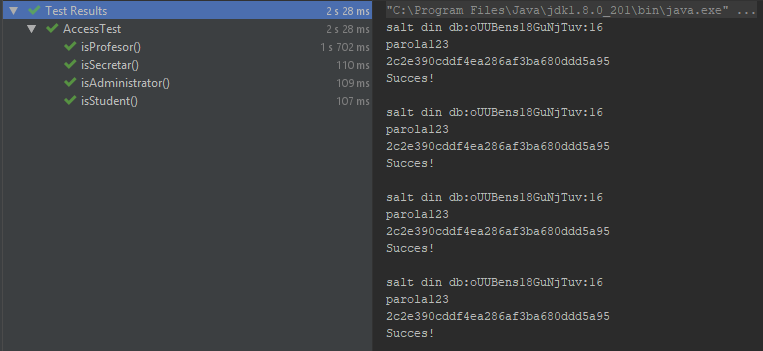 Test Results 2 s 28 ms
AccessTest 2 s 28 ms
isProfesor() 1 s 702 ms
isSecretar() 110 ms
isAdministrator() 109 ms
isStudent() 107 ms
"C:\Program Files\Java\jdk1.8.0_201\bin\java.exe" ...
salt din db:oUUBens18GuNjTuv:16
parola123
2c2e390cddf4ea286af3ba680ddd5a95
Succes!
salt din db:oUUBens18GuNjTuv:16
parola123
2c2e390cddf4ea286af3ba680ddd5a95
Succes!
salt din db:oUUBens18GuNjTuv:16
parola123
2c2e390cddf4ea286af3ba680ddd5a95
Succes!
salt din db:oUUBens18GuNjTuv:16
parola123
2c2e390cddf4ea286af3ba680ddd5a95
Succes!